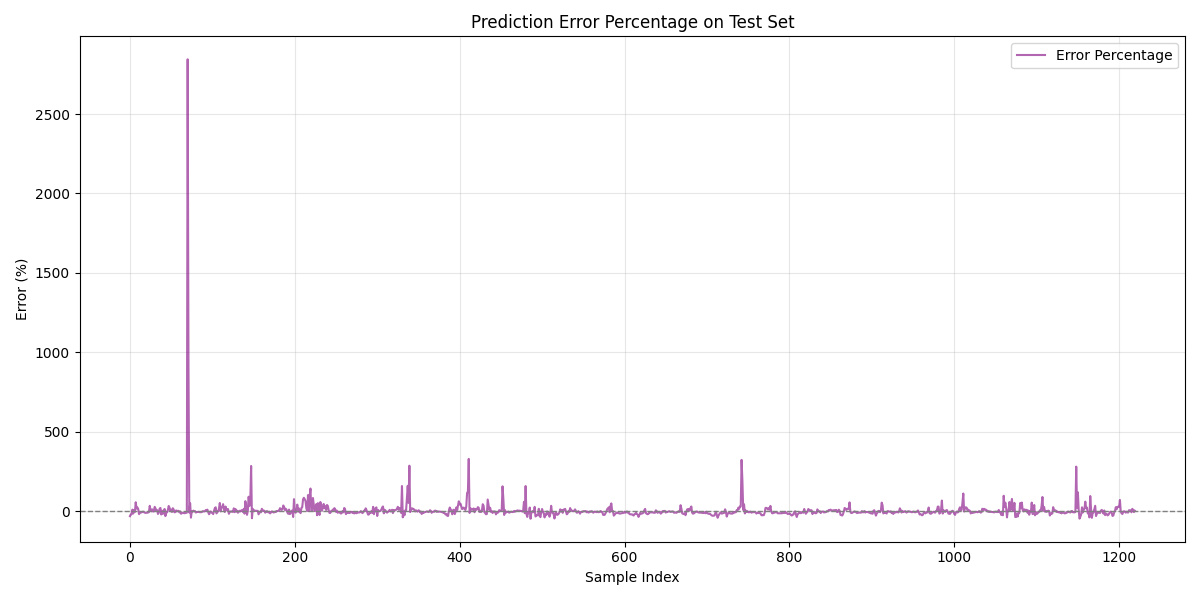 Prediction Error Percentage on Test Set
Error Percentage
2500
2000
1500
1000
500
0
Error (%)
0 200 400 600 800 1000 1200
Sample Index